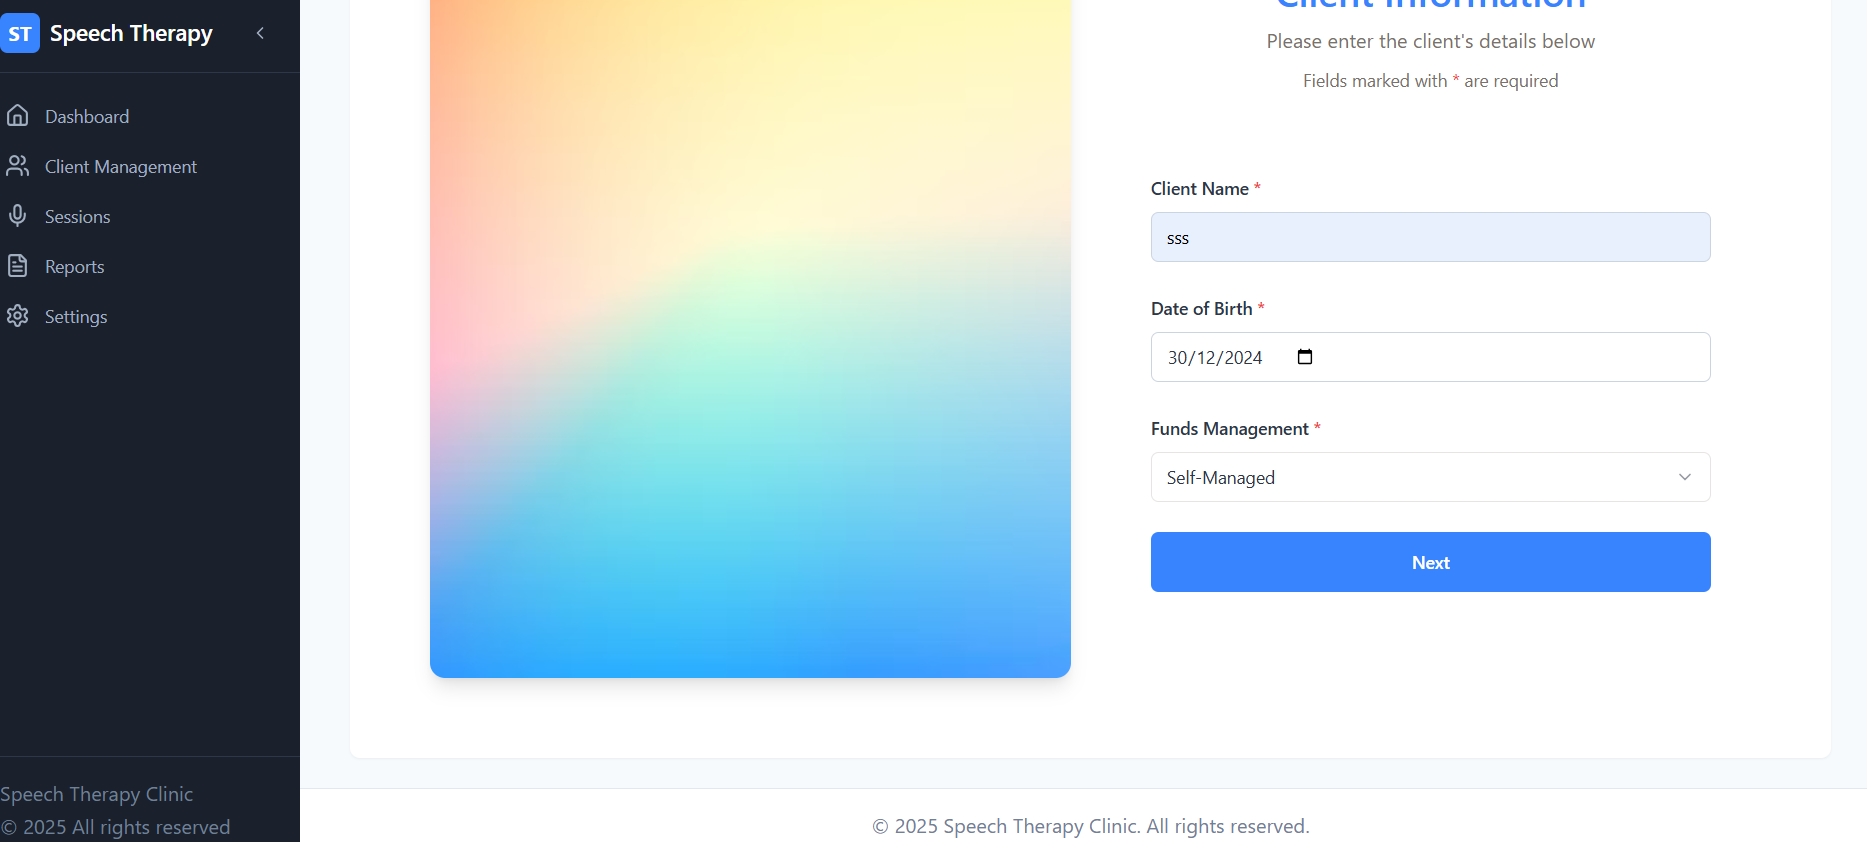 ST Speech Therapy
Dashboard
Client Management
Sessions
Reports
Settings
Speech Therapy Clinic
© 2025 All rights reserved
Client Information
Please enter the client's details below
Fields marked with * are required
Client Name *
sss
Date of Birth *
30/12/2024
Funds Management *
Self-Managed
Next
© 2025 Speech Therapy Clinic. All rights reserved.